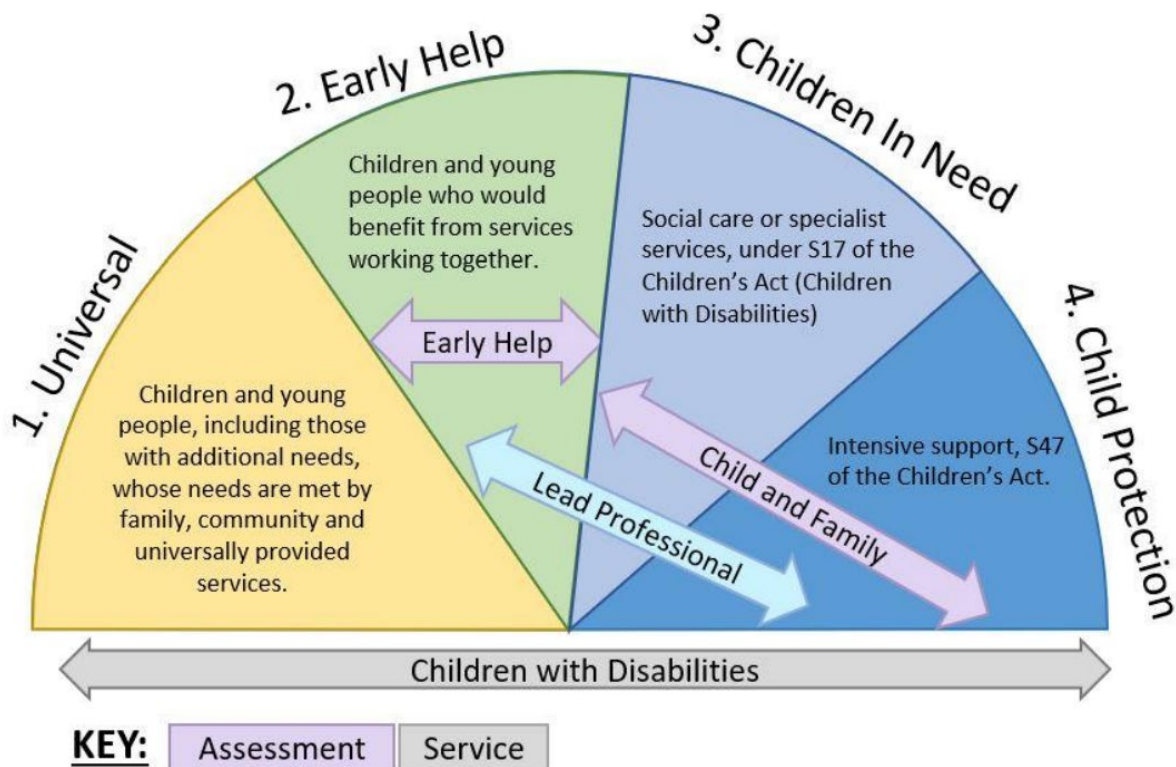 1. Universal
2. Early Help
3. Children In Need
4. Child Protection
Children and young
people, including those
with additional needs,
whose needs are met by
family, community and
universally provided
services.
Children and young
people who would
benefit from services
working together.
Early Help
Social care or specialist
services, under S17 of the
Children’s Act (Children
with Disabilities)
Intensive support, S47
of the Children’s Act.
Child and Family
Lead Professional
Children with Disabilities
KEY: Assessment Service